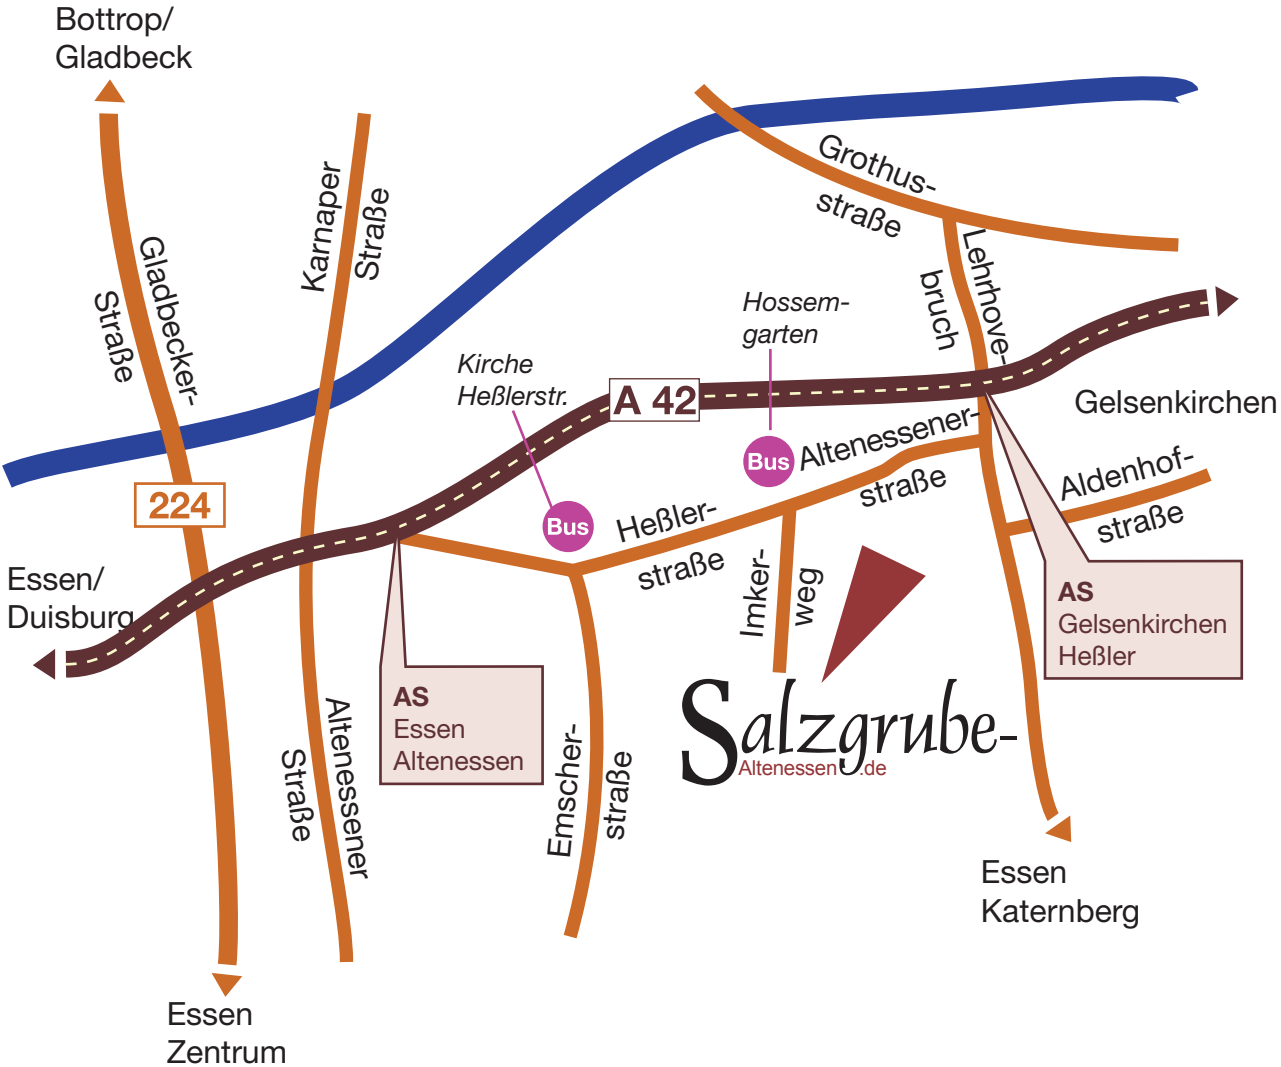 Bottrop/
Gladbeck
Karnaper
Straße
Grothus-
straße
Gladbecker-
Straße
Lehrhove-
bruch
Hossem-
garten
Kirche
Heßlerstr.
A 42
Gelsenkirchen
Altenessener-
straße
Bus
Bus
Aldenhof-
straße
224
Heßler-
straße
Imker-
weg
Essen/
Duisburg
AS
Gelsenkirchen
Heßler
AS
Essen
Altenessen
Salzgrube-
Altenessen.de
Altenessener
Straße
Emscher-
straße
Essen
Katernberg
Essen
Zentrum